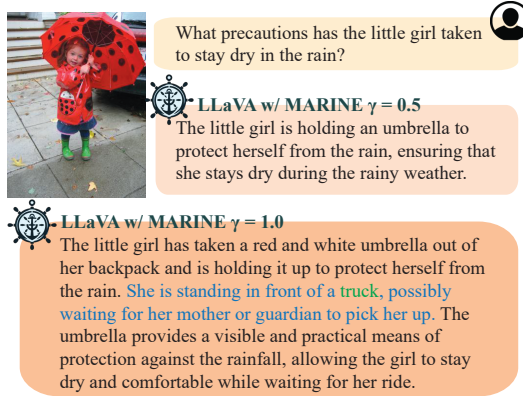 What precautions has the little girl taken
to stay dry in the rain?
LLaVA w/ MARINE γ = 0.5
The little girl is holding an umbrella to
protect herself from the rain, ensuring that
she stays dry during the rainy weather.
LLaVA w/ MARINE γ = 1.0
The little girl has taken a red and white umbrella out of
her backpack and is holding it up to protect herself from
the rain. She is standing in front of a truck, possibly
waiting for her mother or guardian to pick her up. The
umbrella provides a visible and practical means of
protection against the rainfall, allowing the girl to stay
dry and comfortable while waiting for her ride.